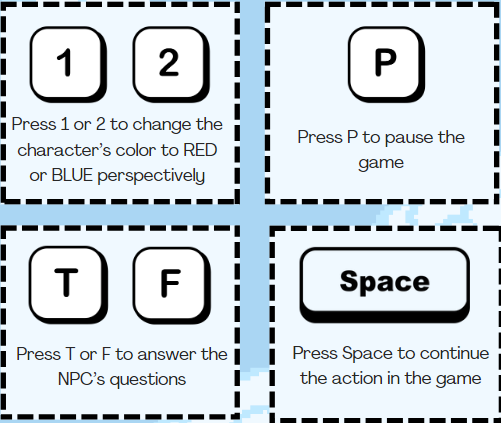 1 2
Press 1 or 2 to change the
character's color to RED
or BLUE perspectively
P
Press P to pause the
game
T F
Press T or F to answer the
NPC's questions
Space
Press Space to continue
the action in the game